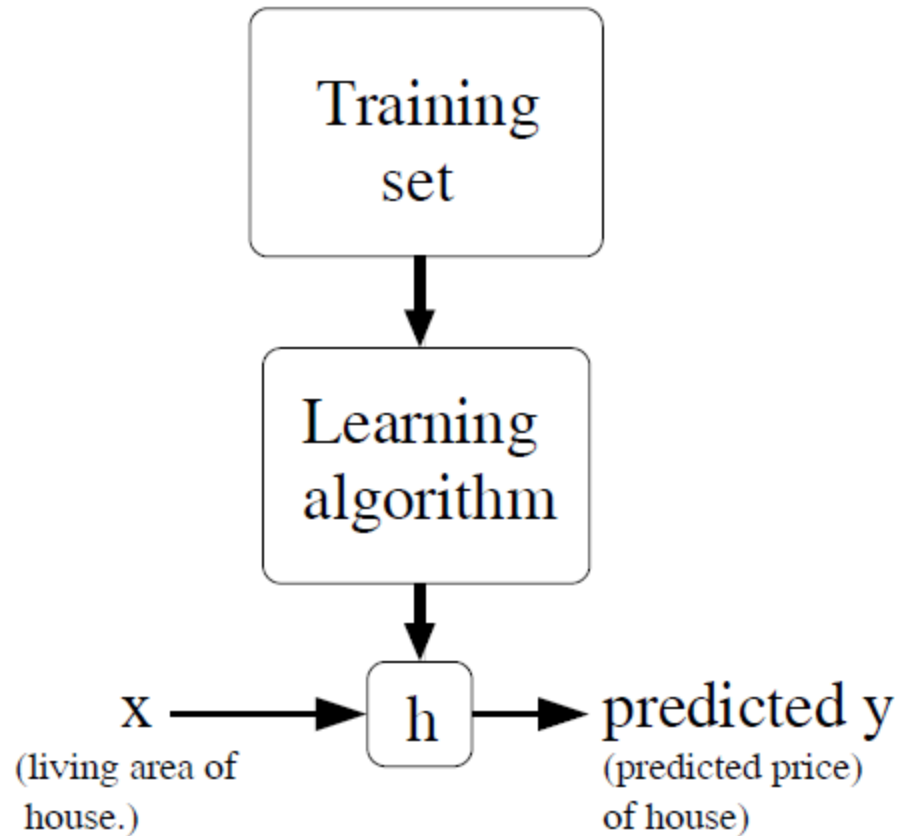 Training
set
Learning
algorithm
x
h
predicted y
(living area of
house.)
(predicted price)
of house)